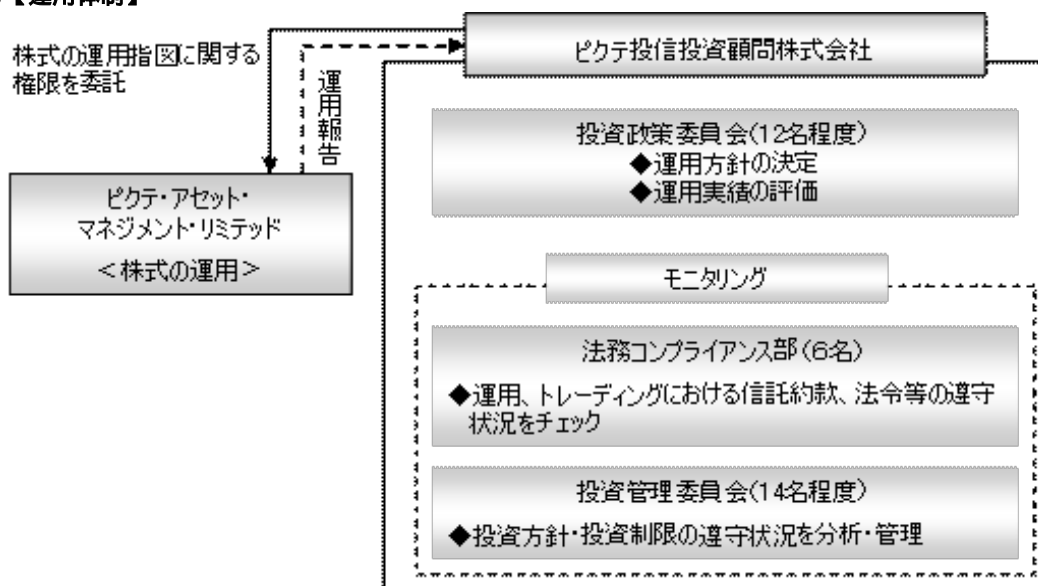 【運用体制】
株式の運用指図に関する
権限を委託
運用報告
ピクテ投信投資顧問株式会社
投資政策委員会(12名程度)
◆運用方針の決定
◆運用実績の評価
ピクテ・アセット・
マネジメント・リミテッド
<株式の運用>
モニタリング
法務コンプライアンス部(6名)
◆運用、トレーディングにおける信託約款、法令等の遵守
状況をチェック
投資管理委員会(14名程度)
◆投資方針・投資制限の遵守状況を分析・管理